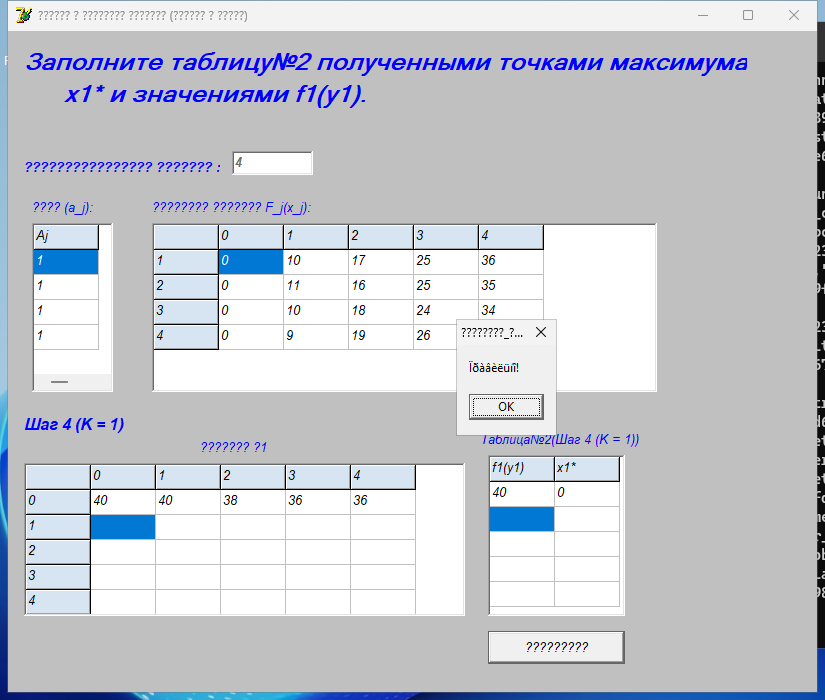 ?????? ? ???????? ??????? (?????? ? ?????)
Заполните таблицу№2 полученными точками максимума
x1* и значениями f1(y1).
???????????????? ??????? : 4
???? (a_j):
???????? ??????? F_j(x_j):
Aj
1
1
1
1
0 1 2 3 4
1 0 10 17 25 36
2 0 11 16 25 35
3 0 10 18 24 34
4 0 9 19 26
????????_?...
Ïðàâèëüíî!
OK
Шаг 4 (K = 1)
??????? ?1
0 1 2 3 4
0 40 40 38 36 36
1
2
3
4
Таблица№2(Шаг 4 (K = 1))
f1(y1) x1*
40 0
?????????